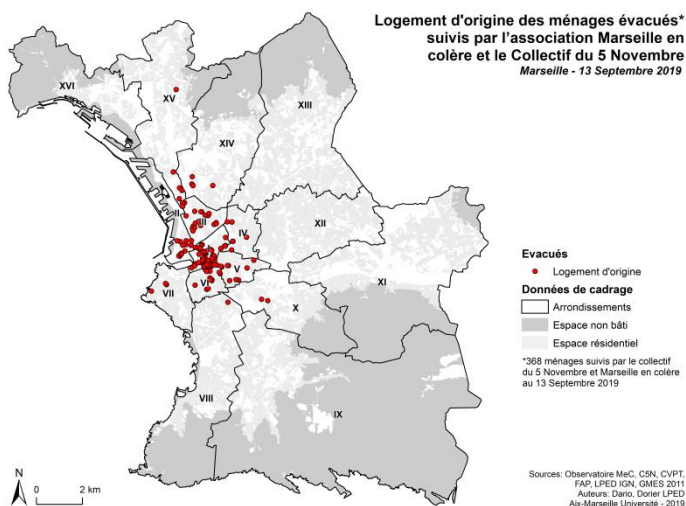 Logement d'origine des ménages évacués*
suivis par l'association Marseille en
colère et le Collectif du 5 Novembre
Marseille - 13 Septembre 2019
XVI
XV
XIII
XIV
II
III
IV
XII
V
VI
VII
XI
X
VIII
IX
Evacués
Logement d'origine
Données de cadrage
Arrondissements
Espace non bâti
Espace résidentiel
*368 ménages suivis par le collectif
du 5 Novembre et Marseille en colère
au 13 Septembre 2019
N
0 2 km
Sources: Observatoire MeC, C5N, CVPT,
FAP, LPED IGN, GMES 2011
Auteurs: Dario, Dorier LPED
Aix-Marseille Université - 2019